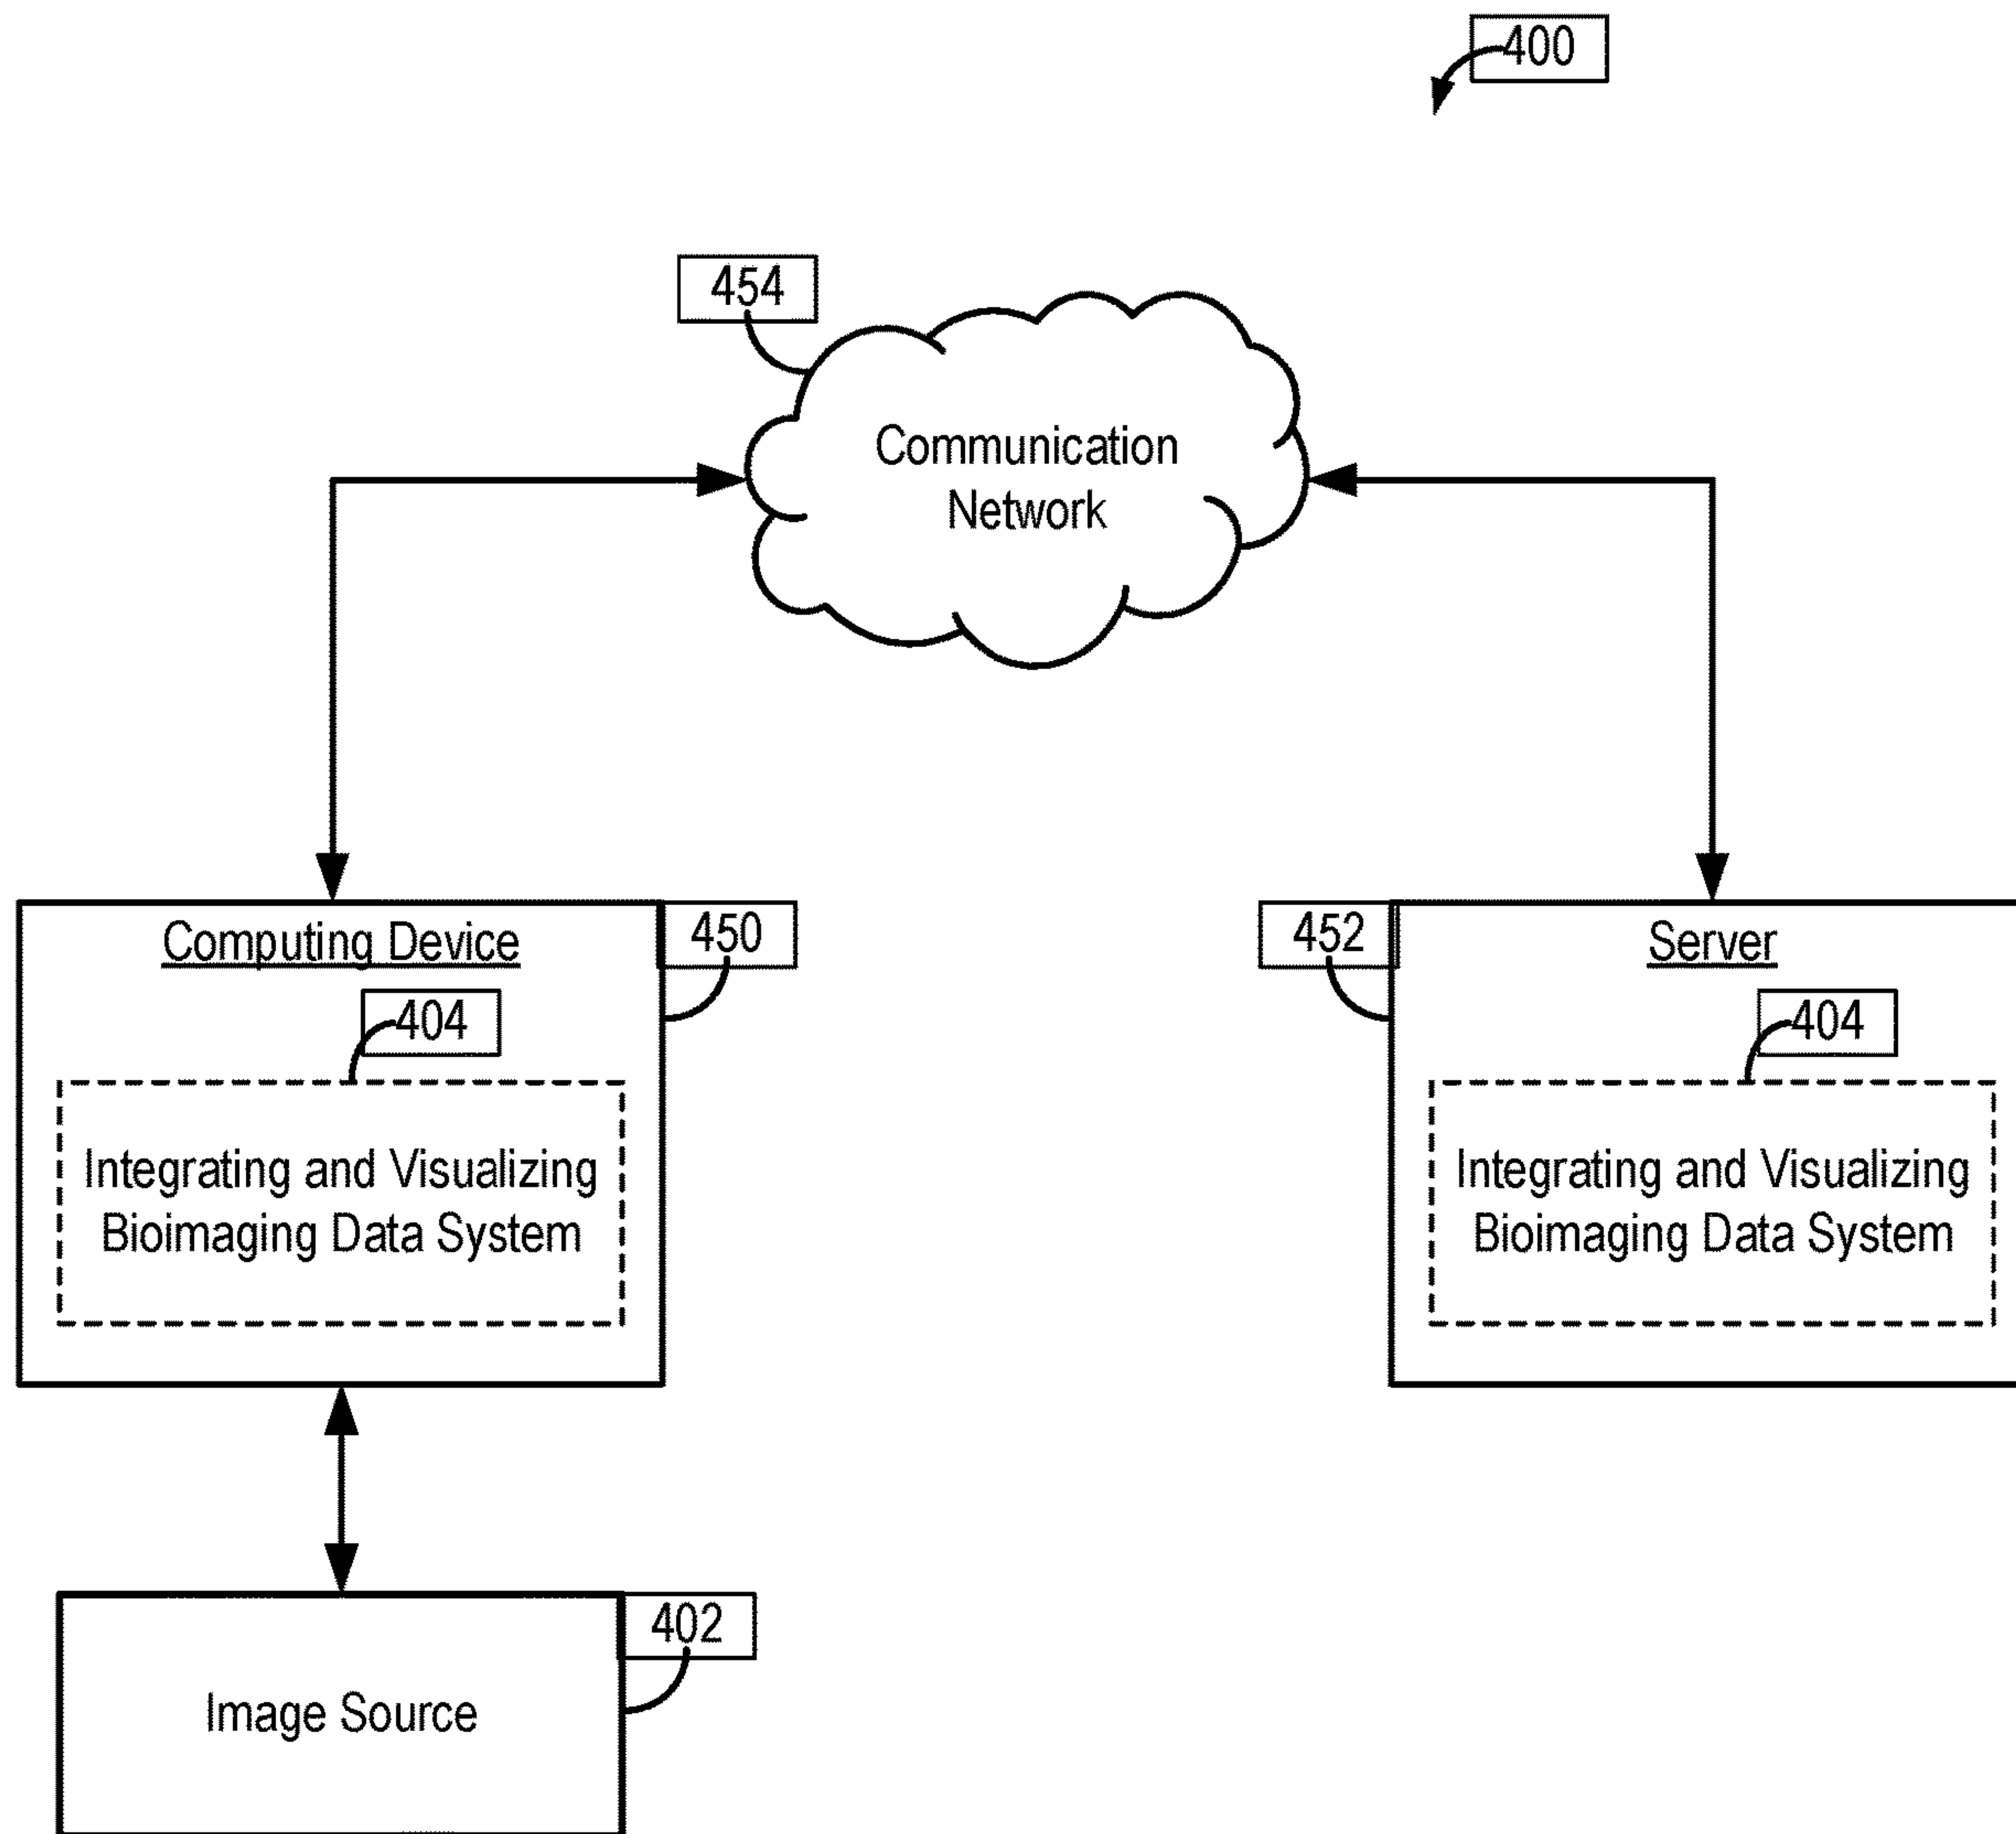 400
454
Communication
Network
Computing Device
450
452
Server
404
404
Integrating and Visualizing
Bioimaging Data System
Integrating and Visualizing
Bioimaging Data System
402
Image Source